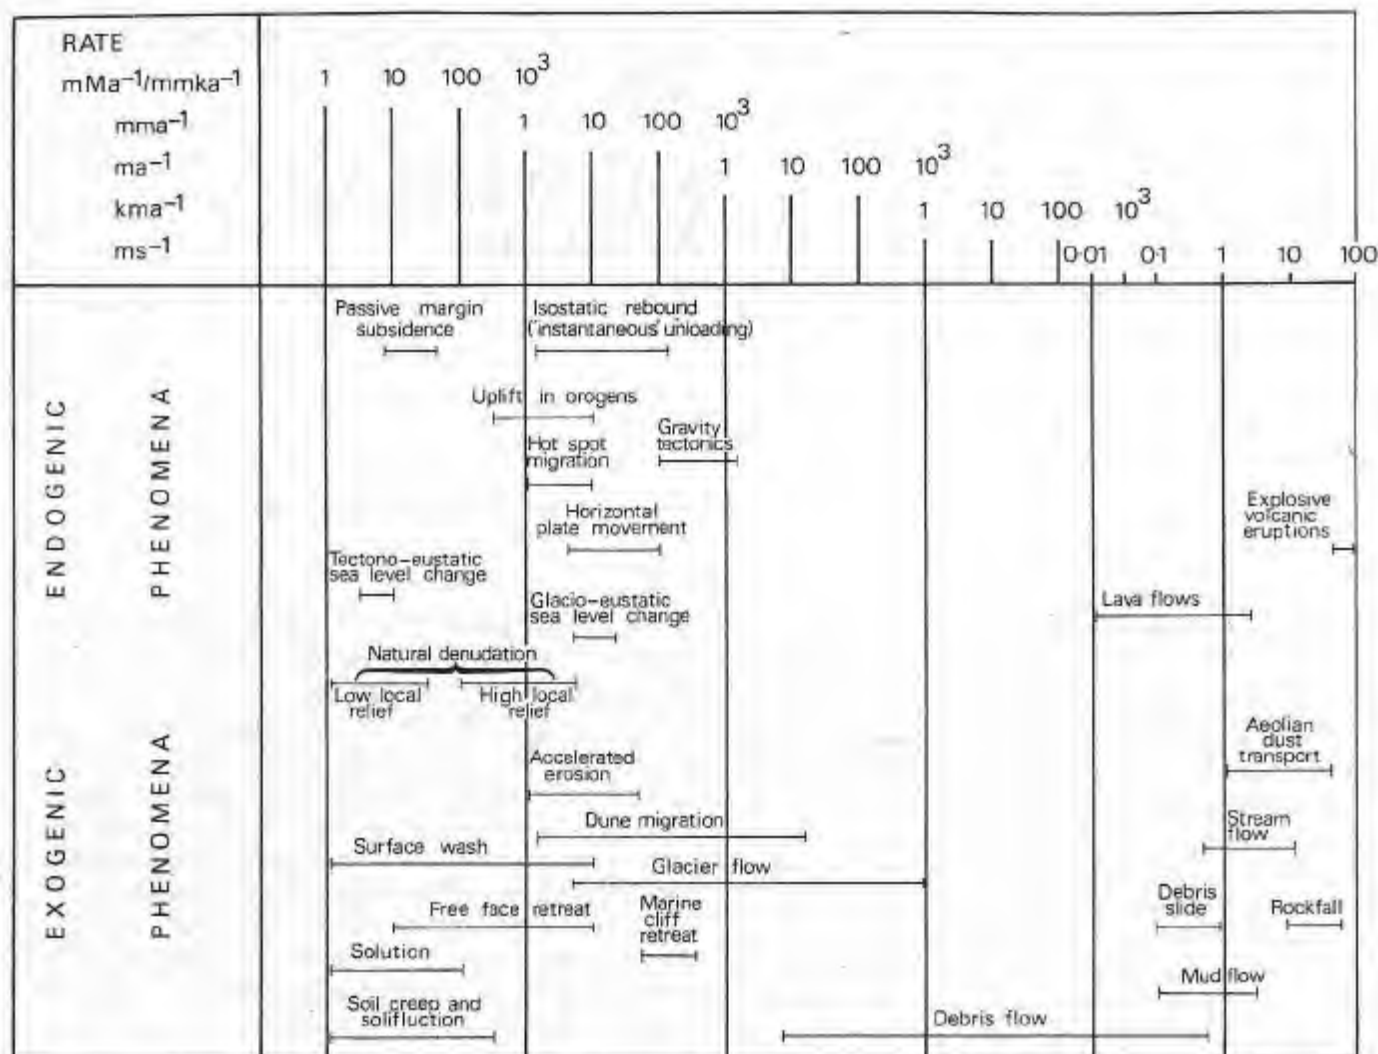 RATE
mMa⁻¹/mmka⁻¹ 1 10 100 10³
mma⁻¹ 1 10 100 10³
ma⁻¹ 1 10 100 10³
kma⁻¹ 1 10 100 10³
ms⁻¹ 0·01 0·1 1 10 100
ENDOGENIC
PHENOMENA
Passive margin
subsidence
Isostatic rebound
('instantaneous' unloading)
Uplift in orogens
Hot spot
migration
Gravity
tectonics
Horizontal
plate movement
Explosive
volcanic
eruptions
Tectono-eustatic
sea level change
Glacio-eustatic
sea level change
Lava flows
EXOGENIC
PHENOMENA
Natural denudation
Low local
relief
High local
relief
Aeolian
dust
transport
Accelerated
erosion
Dune migration
Stream
flow
Surface wash
Glacier flow
Free face retreat
Marine
cliff
retreat
Debris
slide
Rockfall
Solution
Mud flow
Soil creep and
solifluction
Debris flow